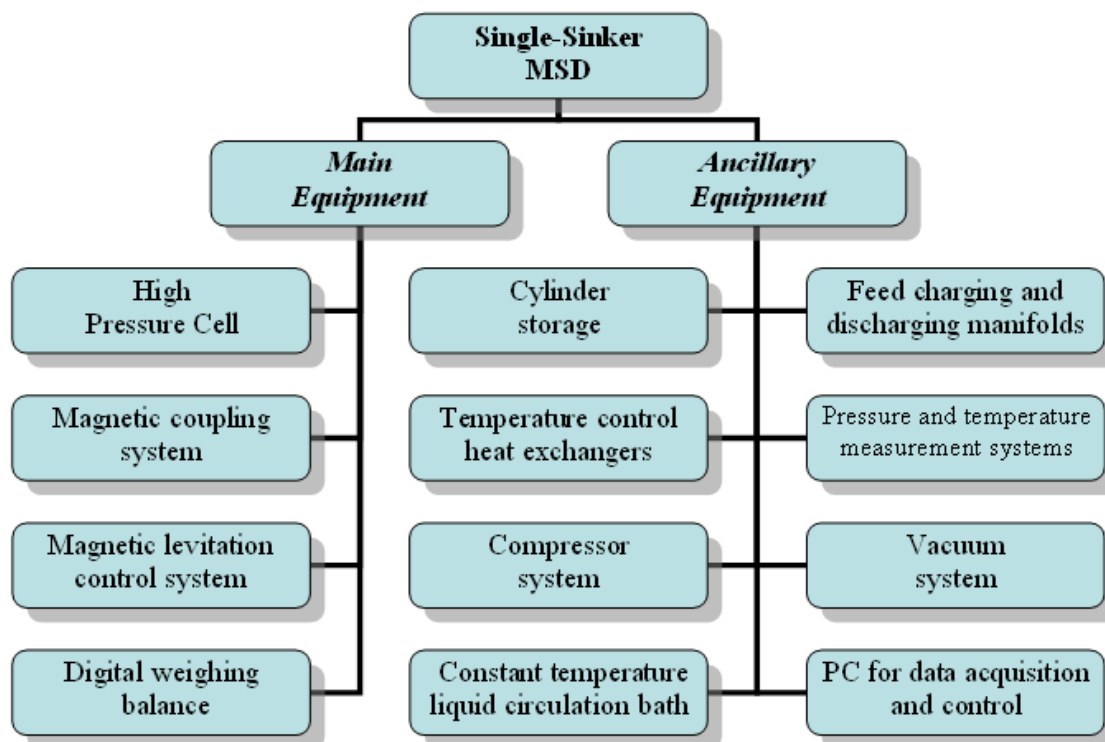 Single-Sinker
MSD
Main
Equipment
Ancillary
Equipment
High
Pressure Cell
Magnetic coupling
system
Magnetic levitation
control system
Digital weighing
balance
Cylinder
storage
Temperature control
heat exchangers
Compressor
system
Constant temperature
liquid circulation bath
Feed charging and
discharging manifolds
Pressure and temperature
measurement systems
Vacuum
system
PC for data acquisition
and control